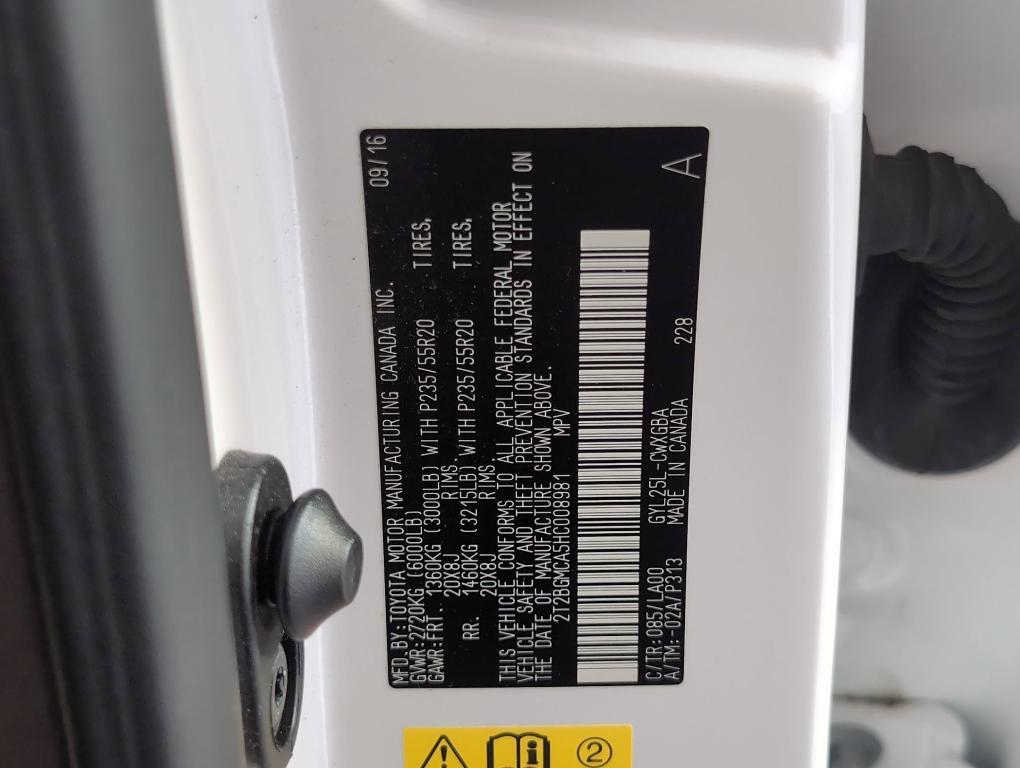 09/16
MFD.BY:TOYOTA MOTOR MANUFACTURING CANADA INC.
GVWR:2720KG (6000LB)
GAWR:FRT. 1360KG (3000LB) WITH P235/55R20 TIRES,
20X8J RIMS
RR. 1460KG (3215LB) WITH P235/55R20 TIRES,
20X8J RIMS
THIS VEHICLE CONFORMS TO ALL APPLICABLE FEDERAL MOTOR
VEHICLE SAFETY AND THEFT PREVENTION STANDARDS IN EFFECT ON
THE DATE OF MANUFACTURE SHOWN ABOVE.
2T2BGMCA5HC008981 MPV
C/TR:085/LA00 GYL25L-CWXGBA 228
A/TM:-02A/P313 MADE IN CANADA A
i 2